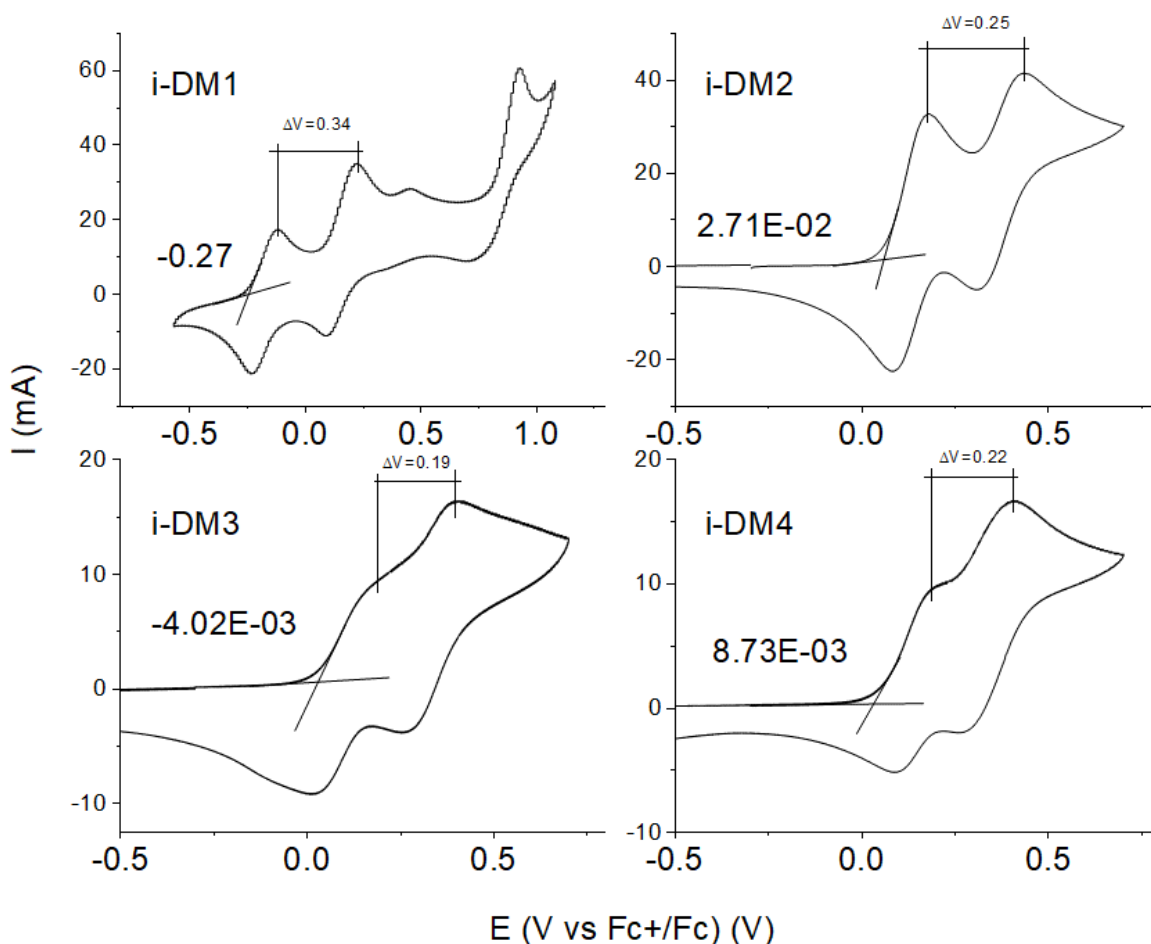 i-DM1
ΔV=0.34
-0.27
60
40
20
0
-20
-0.5
0.0
0.5
1.0
i-DM2
ΔV=0.25
2.71E-02
40
20
0
-20
-0.5
0.0
0.5
I (mA)
i-DM3
ΔV=0.19
-4.02E-03
20
10
0
-10
-0.5
0.0
0.5
i-DM4
ΔV=0.22
8.73E-03
20
10
0
-10
-0.5
0.0
0.5
E (V vs Fc+/Fc) (V)